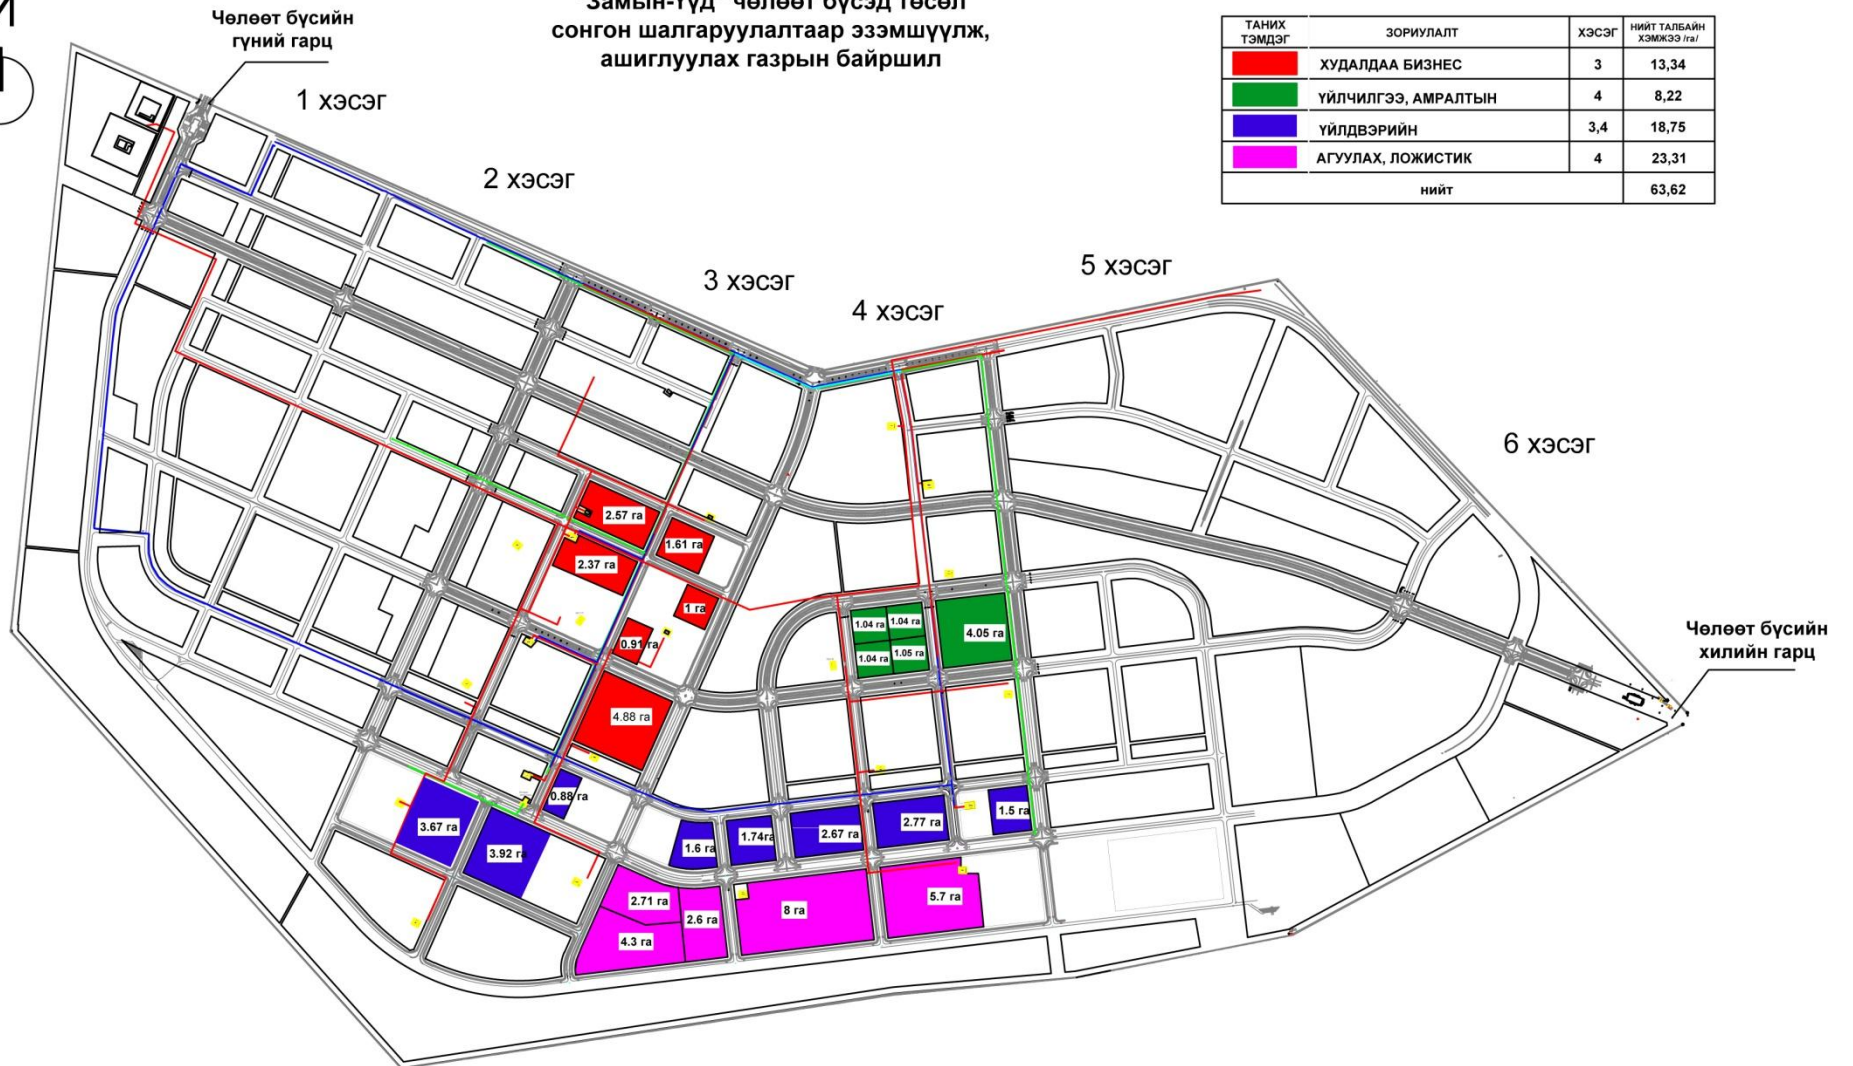 Замын-Үүд" чөлөөт бүсэд төсөл
сонгон шалгаруулалтаар эзэмшүүлж,
ашиглуулах газрын байршил
Чөлөөт бүсийн
гүний гарц
ТАНИХ ТЭМДЭГ ЗОРИУЛАЛТ ХЭСЭГ НИЙТ ТАЛБАЙН ХЭМЖЭЭ /га/
ХУДАЛДАА БИЗНЕС 3 13,34
ҮЙЛЧИЛГЭЭ, АМРАЛТЫН 4 8,22
ҮЙЛДВЭРИЙН 3,4 18,75
АГУУЛАХ, ЛОЖИСТИК 4 23,31
нийт 63,62
1 хэсэг
2 хэсэг
3 хэсэг
4 хэсэг
5 хэсэг
6 хэсэг
2.57 га
1.61 га
2.37 га
1 га
0.91 га
4.88 га
1.04 га
1.04 га
1.04 га
1.05 га
4.05 га
Чөлөөт бүсийн
хилийн гарц
0.88 га
3.67 га
3.92 га
1.6 га
1.74га
2.67 га
2.77 га
1.5 га
2.71 га
2.6 га
4.3 га
8 га
5.7 га